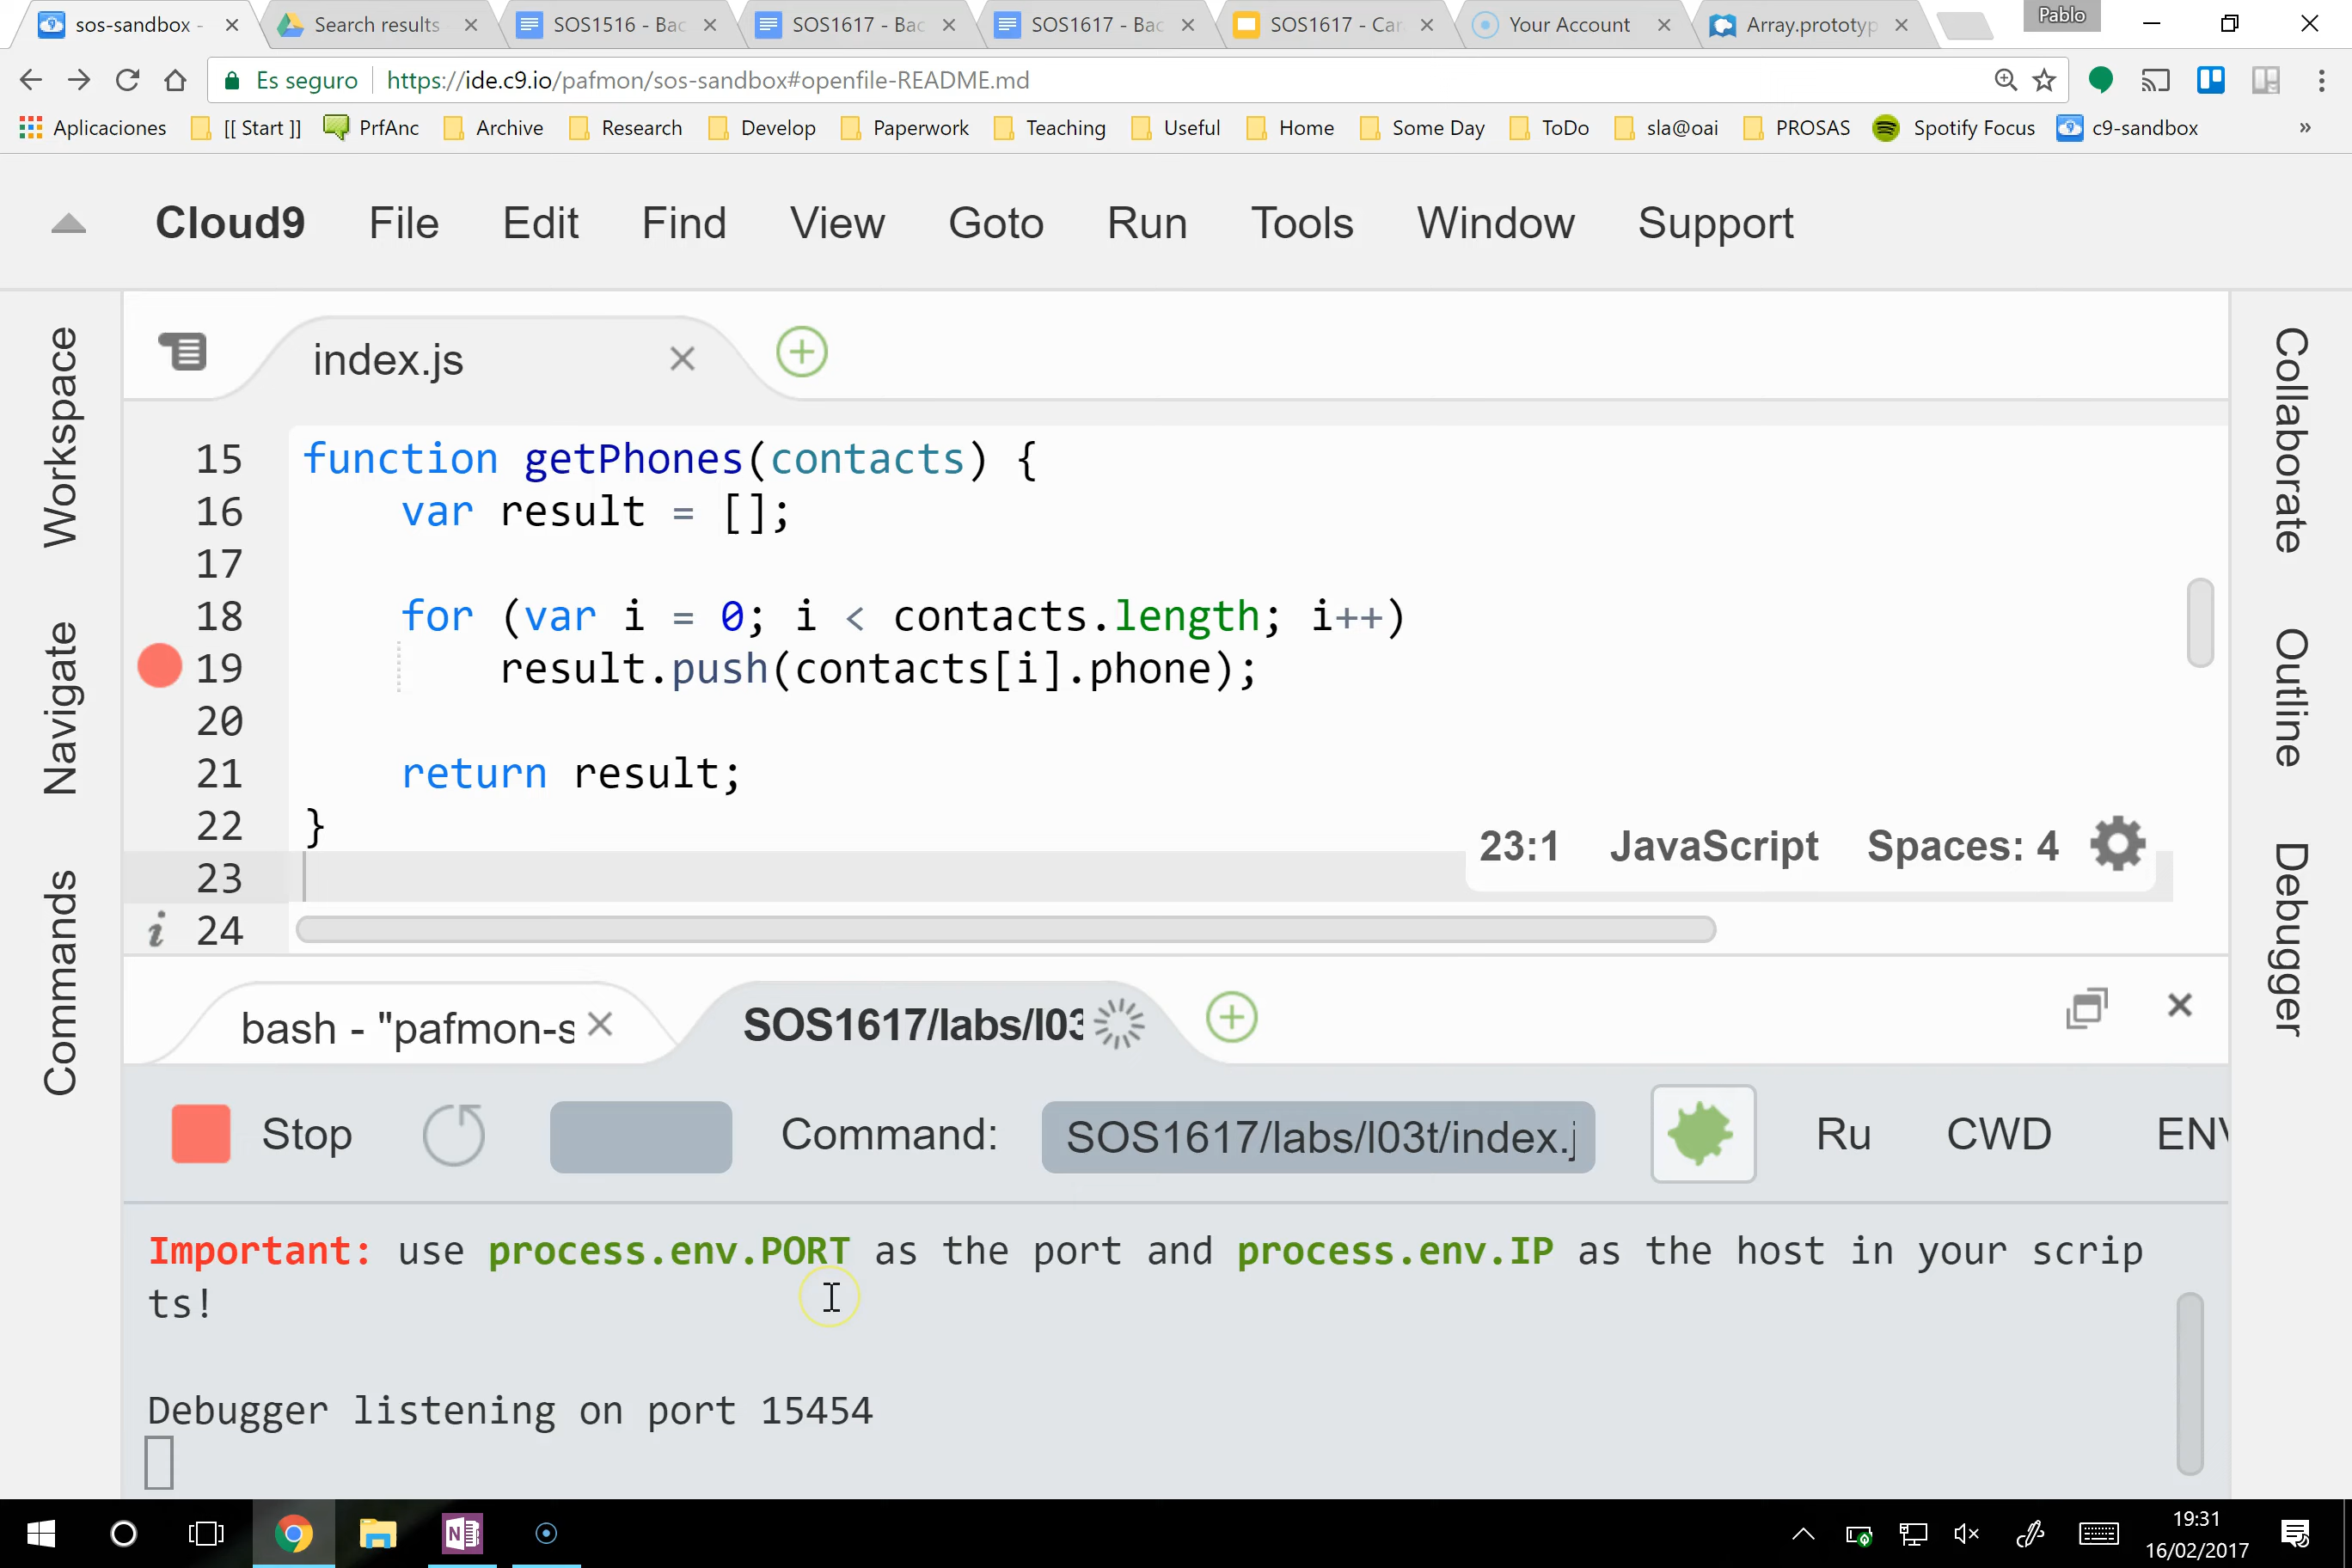 sos-sandbox -
Search results
SOS1516 - Bac
SOS1617 - Bac
SOS1617 - Bac
SOS1617 - Car
Your Account
Array.prototyp
Pablo
Es seguro
https://ide.c9.io/pafmon/sos-sandbox#openfile-README.md
Aplicaciones [[ Start ]] PrfAnc Archive Research Develop Paperwork Teaching Useful Home Some Day ToDo sla@oai PROSAS Spotify Focus c9-sandbox »
Cloud9 File Edit Find View Goto Run Tools Window Support
Workspace
Navigate
Commands
index.js
15 function getPhones(contacts) {
16 var result = [];
17
18 for (var i = 0; i < contacts.length; i++)
19 result.push(contacts[i].phone);
20
21 return result;
22 }
23
i 24
23:1 JavaScript Spaces: 4
Collaborate
Outline
Debugger
bash - "pafmon-s
SOS1617/labs/l03
Stop
Command:
SOS1617/labs/l03t/index.j
Ru
CWD
ENV
Important: use process.env.PORT as the port and process.env.IP as the host in your scrip
ts!
Debugger listening on port 15454
N
19:31
16/02/2017